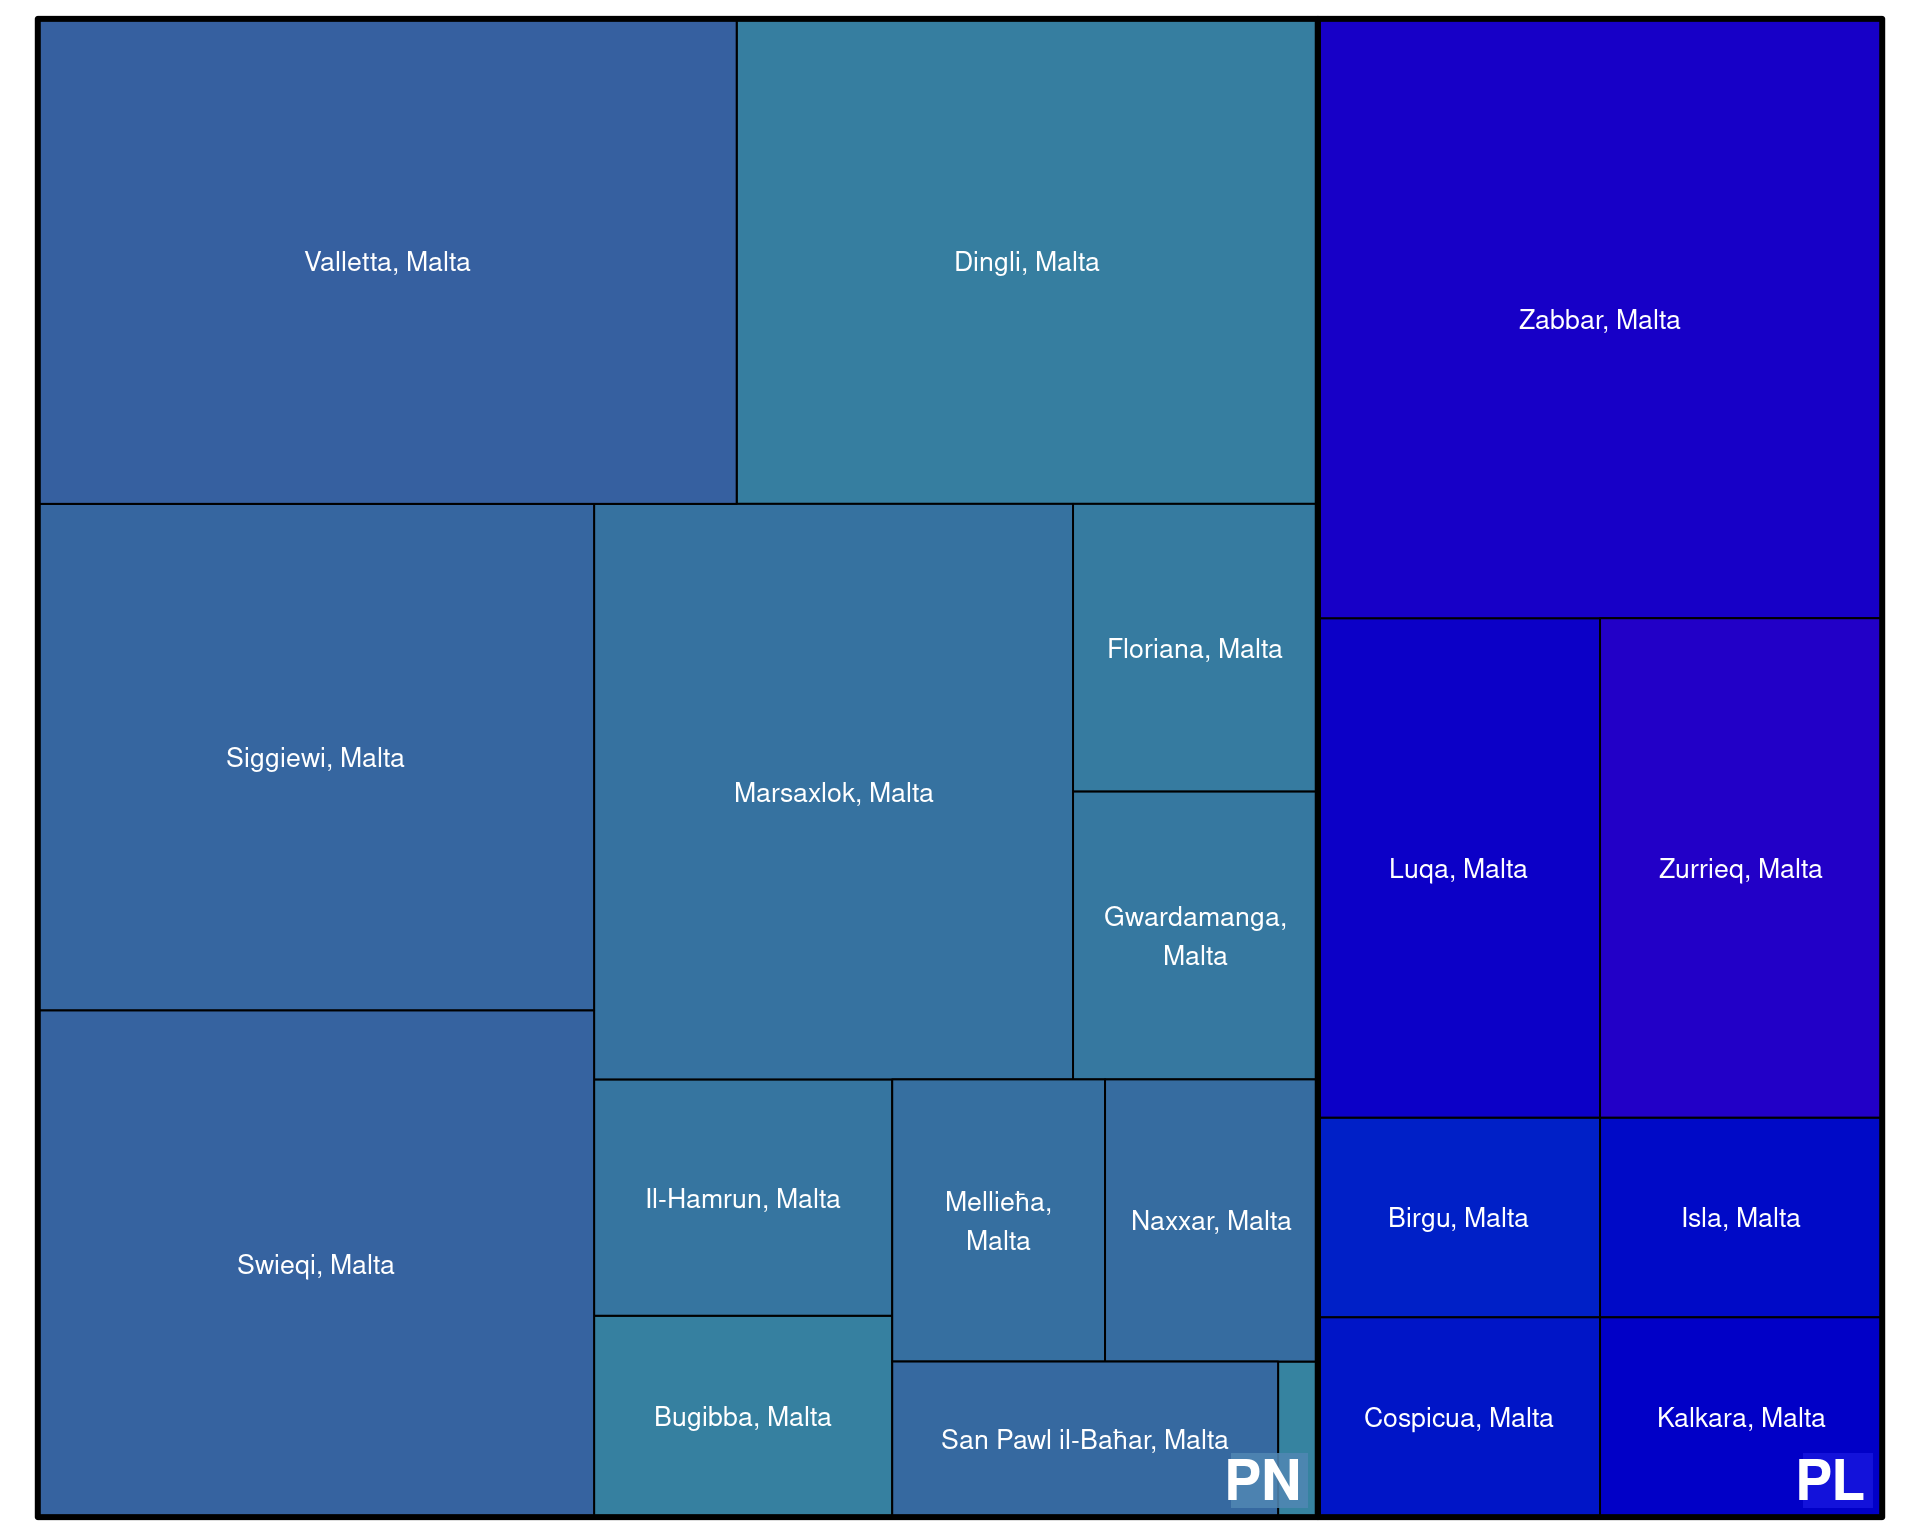 Valletta, Malta
Dingli, Malta
Zabbar, Malta
Siggiewi, Malta
Marsaxlok, Malta
Floriana, Malta
Gwardamanga,
Malta
Luqa, Malta
Zurrieq, Malta
Swieqi, Malta
Il-Hamrun, Malta
Mellieħa,
Malta
Naxxar, Malta
Birgu, Malta
Isla, Malta
Bugibba, Malta
San Pawl il-Baħar, Malta
Cospicua, Malta
Kalkara, Malta
PN
PL